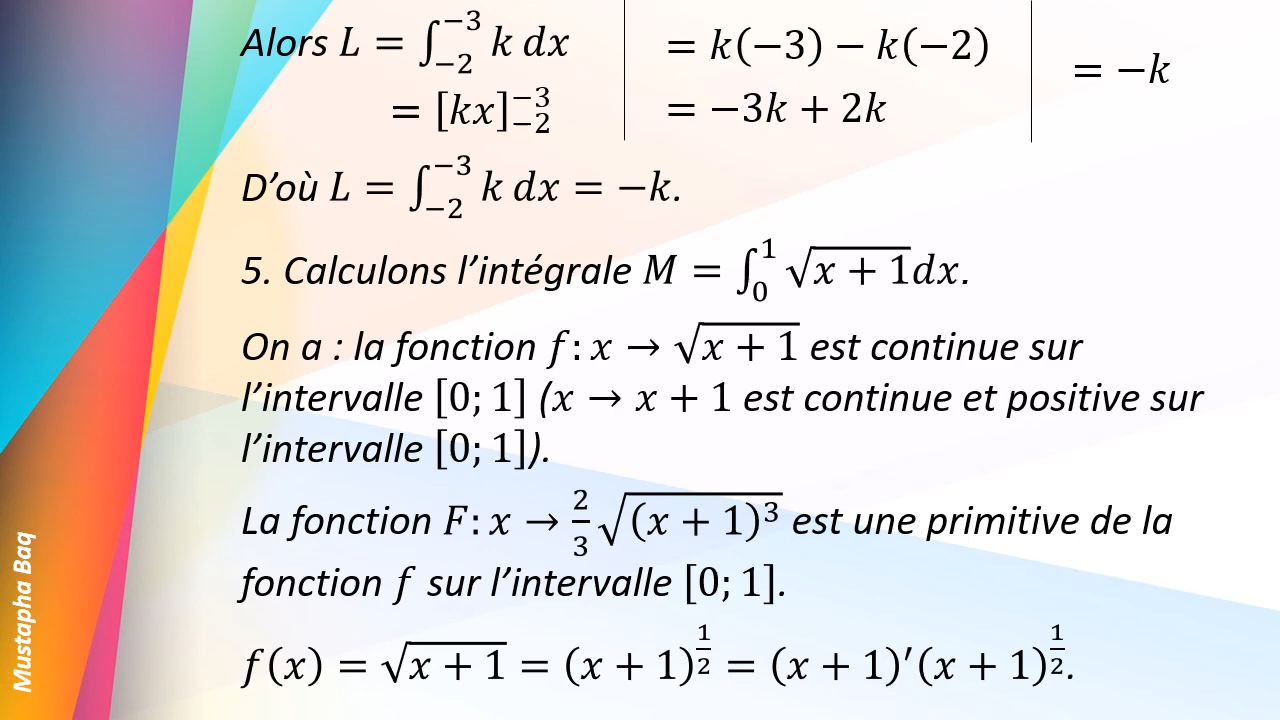 Alors L = ∫₋₂⁻³ k dx
= [kx]₋₂⁻³
= k(−3) − k(−2)
= −3k + 2k
= −k
D’où L = ∫₋₂⁻³ k dx = −k.
5. Calculons l’intégrale M = ∫₀¹ √(x + 1)dx.
On a : la fonction f: x → √(x + 1) est continue sur
l’intervalle [0; 1] (x → x + 1 est continue et positive sur
l’intervalle [0; 1]).
La fonction F: x → 2/3 √((x + 1)³) est une primitive de la
fonction f sur l’intervalle [0; 1].
f(x) = √(x + 1) = (x + 1)^(1/2) = (x + 1)′(x + 1)^(1/2).
Mustapha Baq